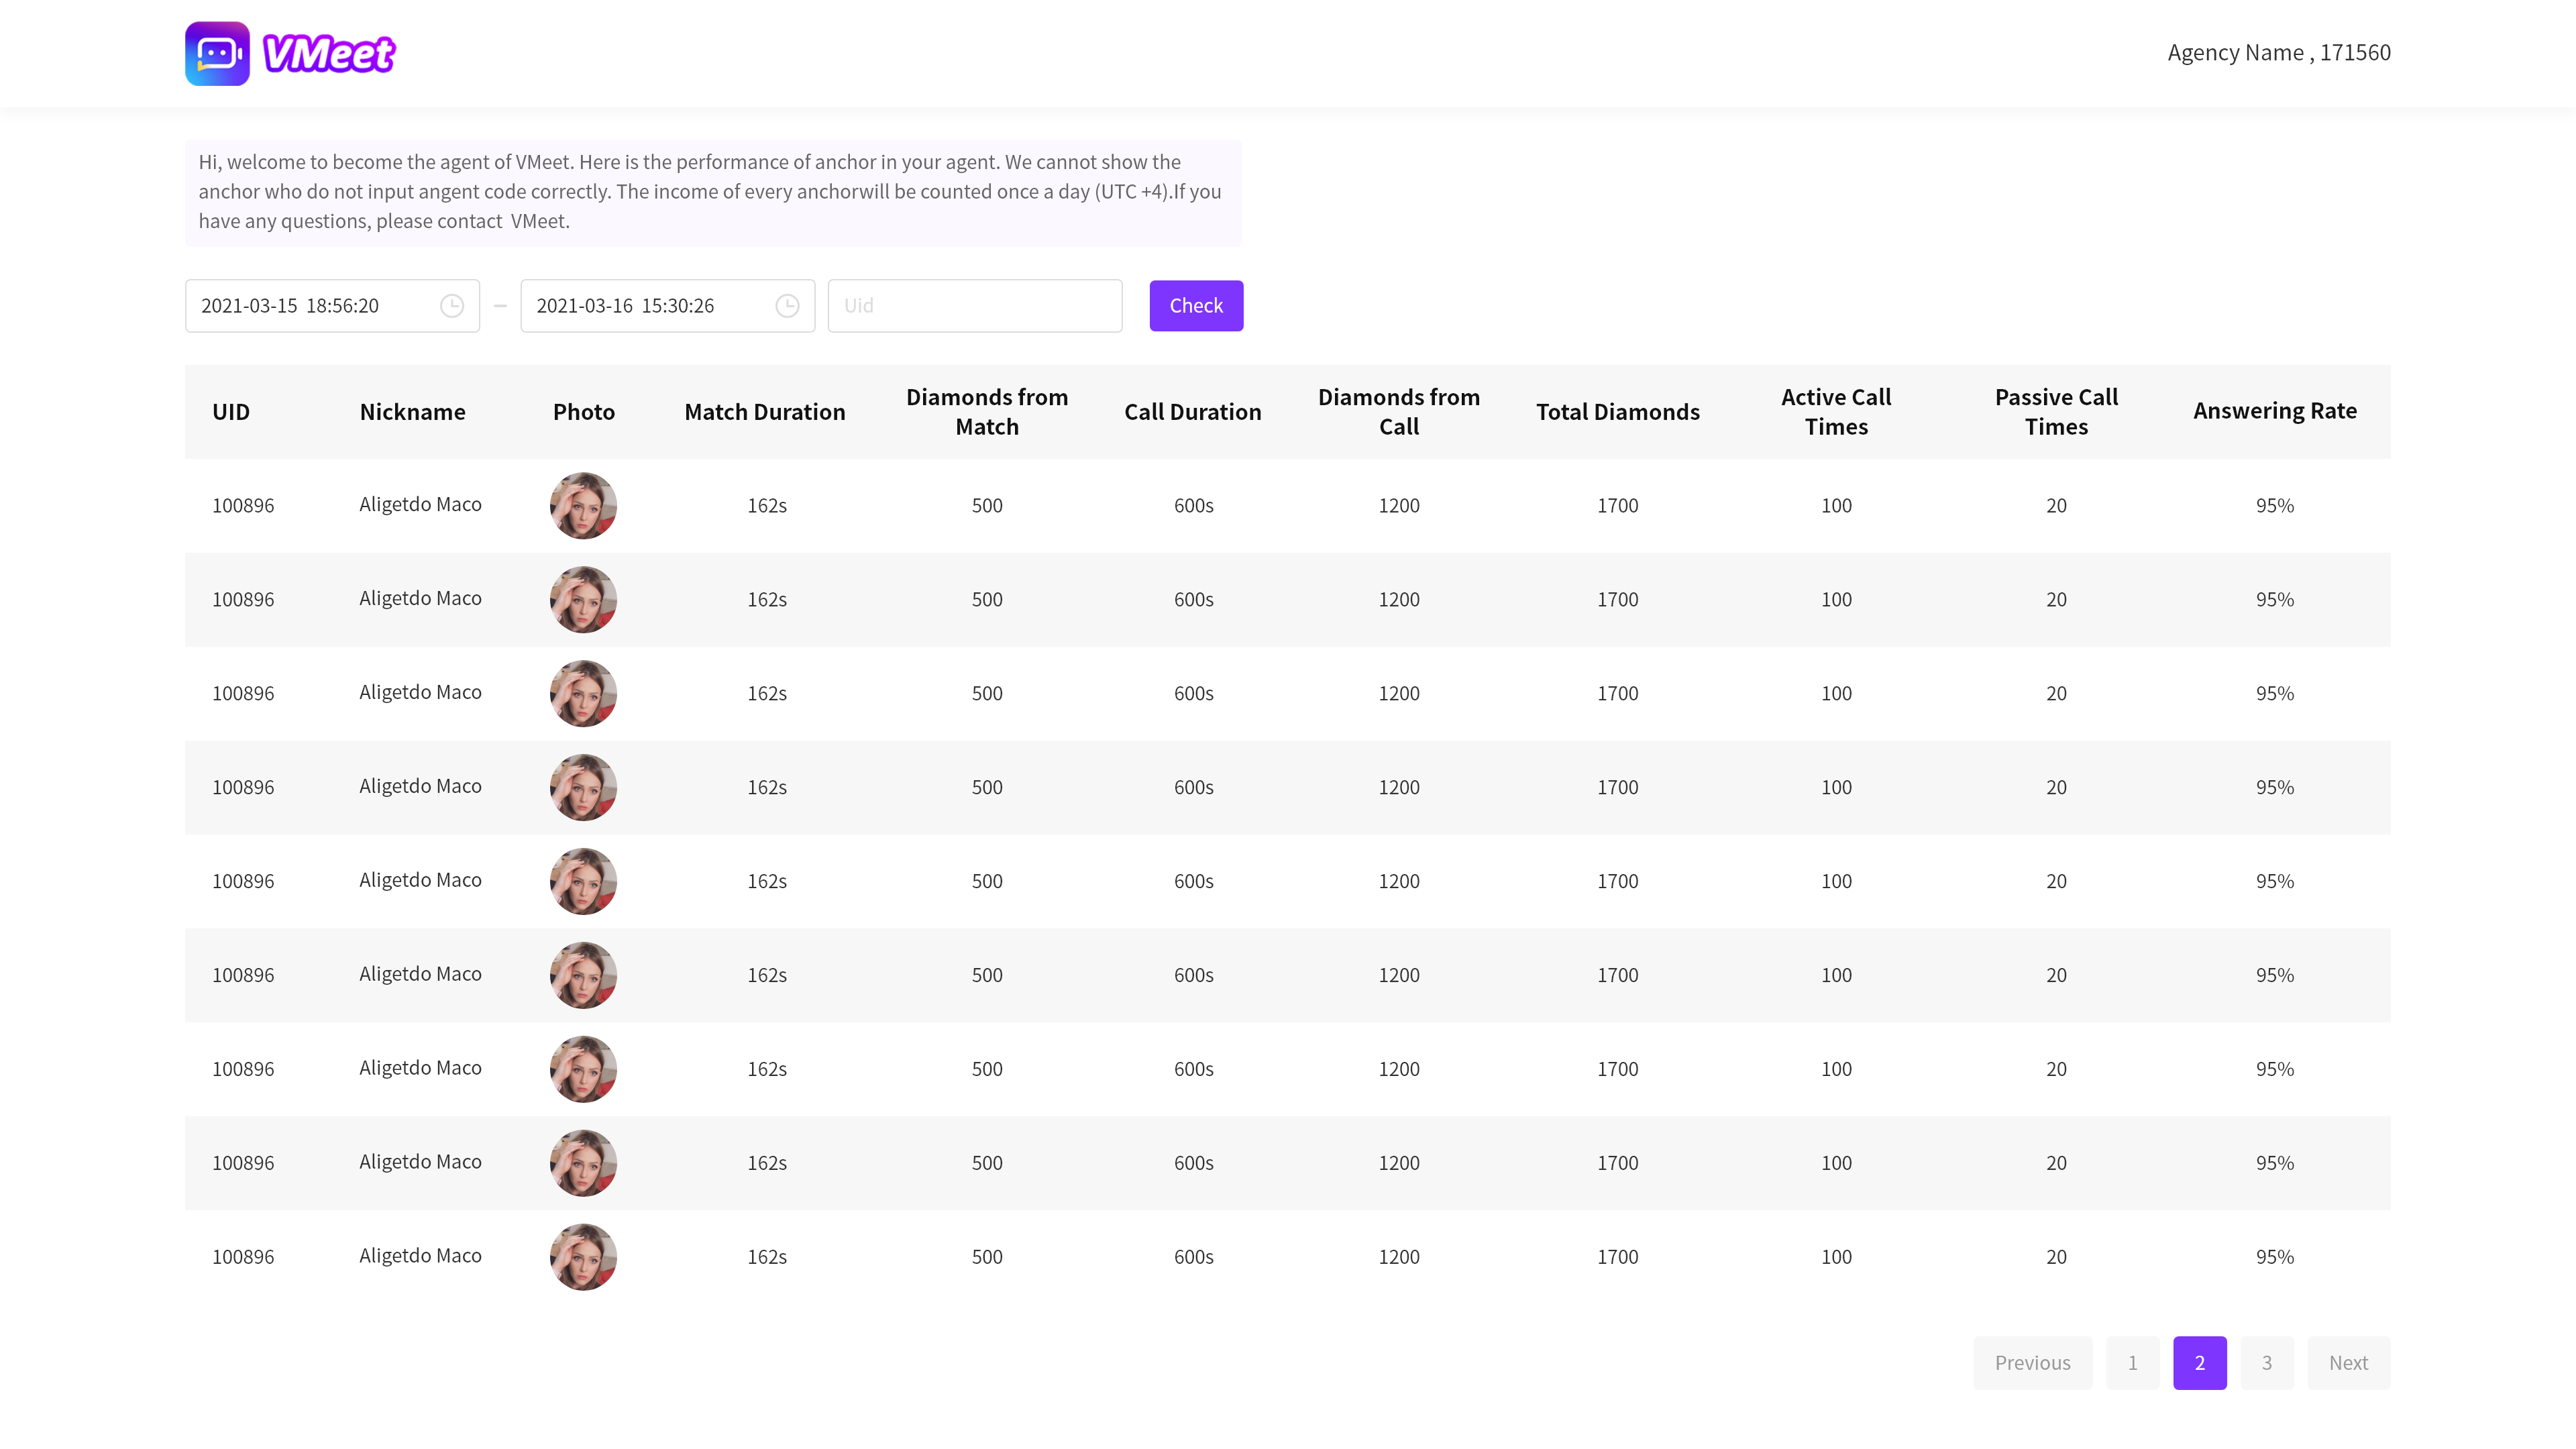 VMeet
Agency Name , 171560
Hi, welcome to become the agent of VMeet. Here is the performance of anchor in your agent. We cannot show the
anchor who do not input angent code correctly. The income of every anchorwill be counted once a day (UTC +4).If you
have any questions, please contact  VMeet.
2021-03-15  18:56:20 – 2021-03-16  15:30:26 Uid Check
UID Nickname Photo Match Duration Diamonds from Match Call Duration Diamonds from Call Total Diamonds Active Call Times Passive Call Times Answering Rate
100896 Aligetdo Maco 162s 500 600s 1200 1700 100 20 95%
100896 Aligetdo Maco 162s 500 600s 1200 1700 100 20 95%
100896 Aligetdo Maco 162s 500 600s 1200 1700 100 20 95%
100896 Aligetdo Maco 162s 500 600s 1200 1700 100 20 95%
100896 Aligetdo Maco 162s 500 600s 1200 1700 100 20 95%
100896 Aligetdo Maco 162s 500 600s 1200 1700 100 20 95%
100896 Aligetdo Maco 162s 500 600s 1200 1700 100 20 95%
100896 Aligetdo Maco 162s 500 600s 1200 1700 100 20 95%
100896 Aligetdo Maco 162s 500 600s 1200 1700 100 20 95%
Previous 1 2 3 Next